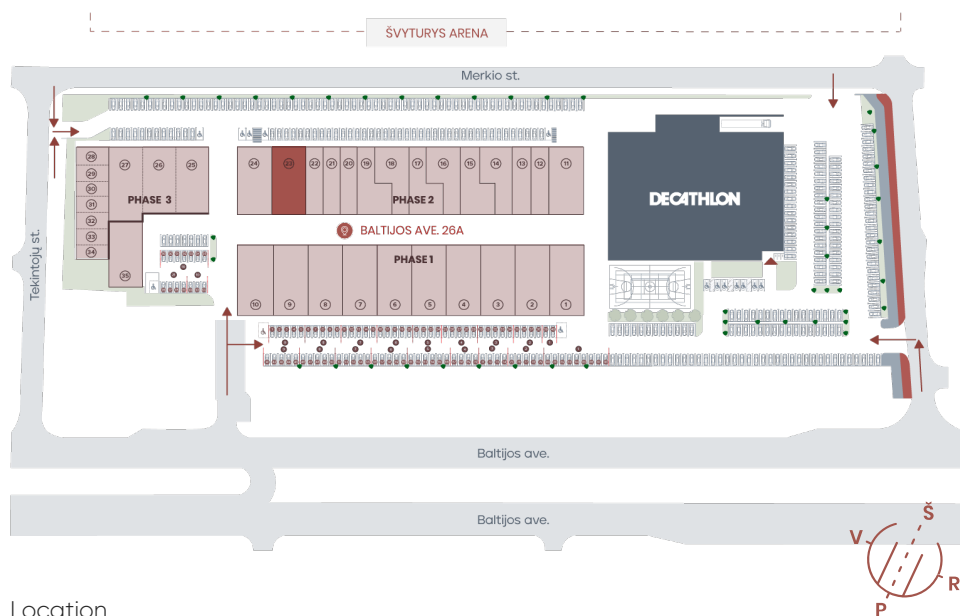 ŠVYTURYS ARENA
Merkio st.
28
29
30
31
32
33
34
27
26
25
PHASE 3
35
24
23
22
21
20
19
18
17
16
15
14
13
12
11
PHASE 2
DECATHLON
Tekintojų st.
BALTIJOS AVE. 26A
PHASE 1
10
9
8
7
6
5
4
3
2
1
Baltijos ave.
Baltijos ave.
Š
V
R
P
Location